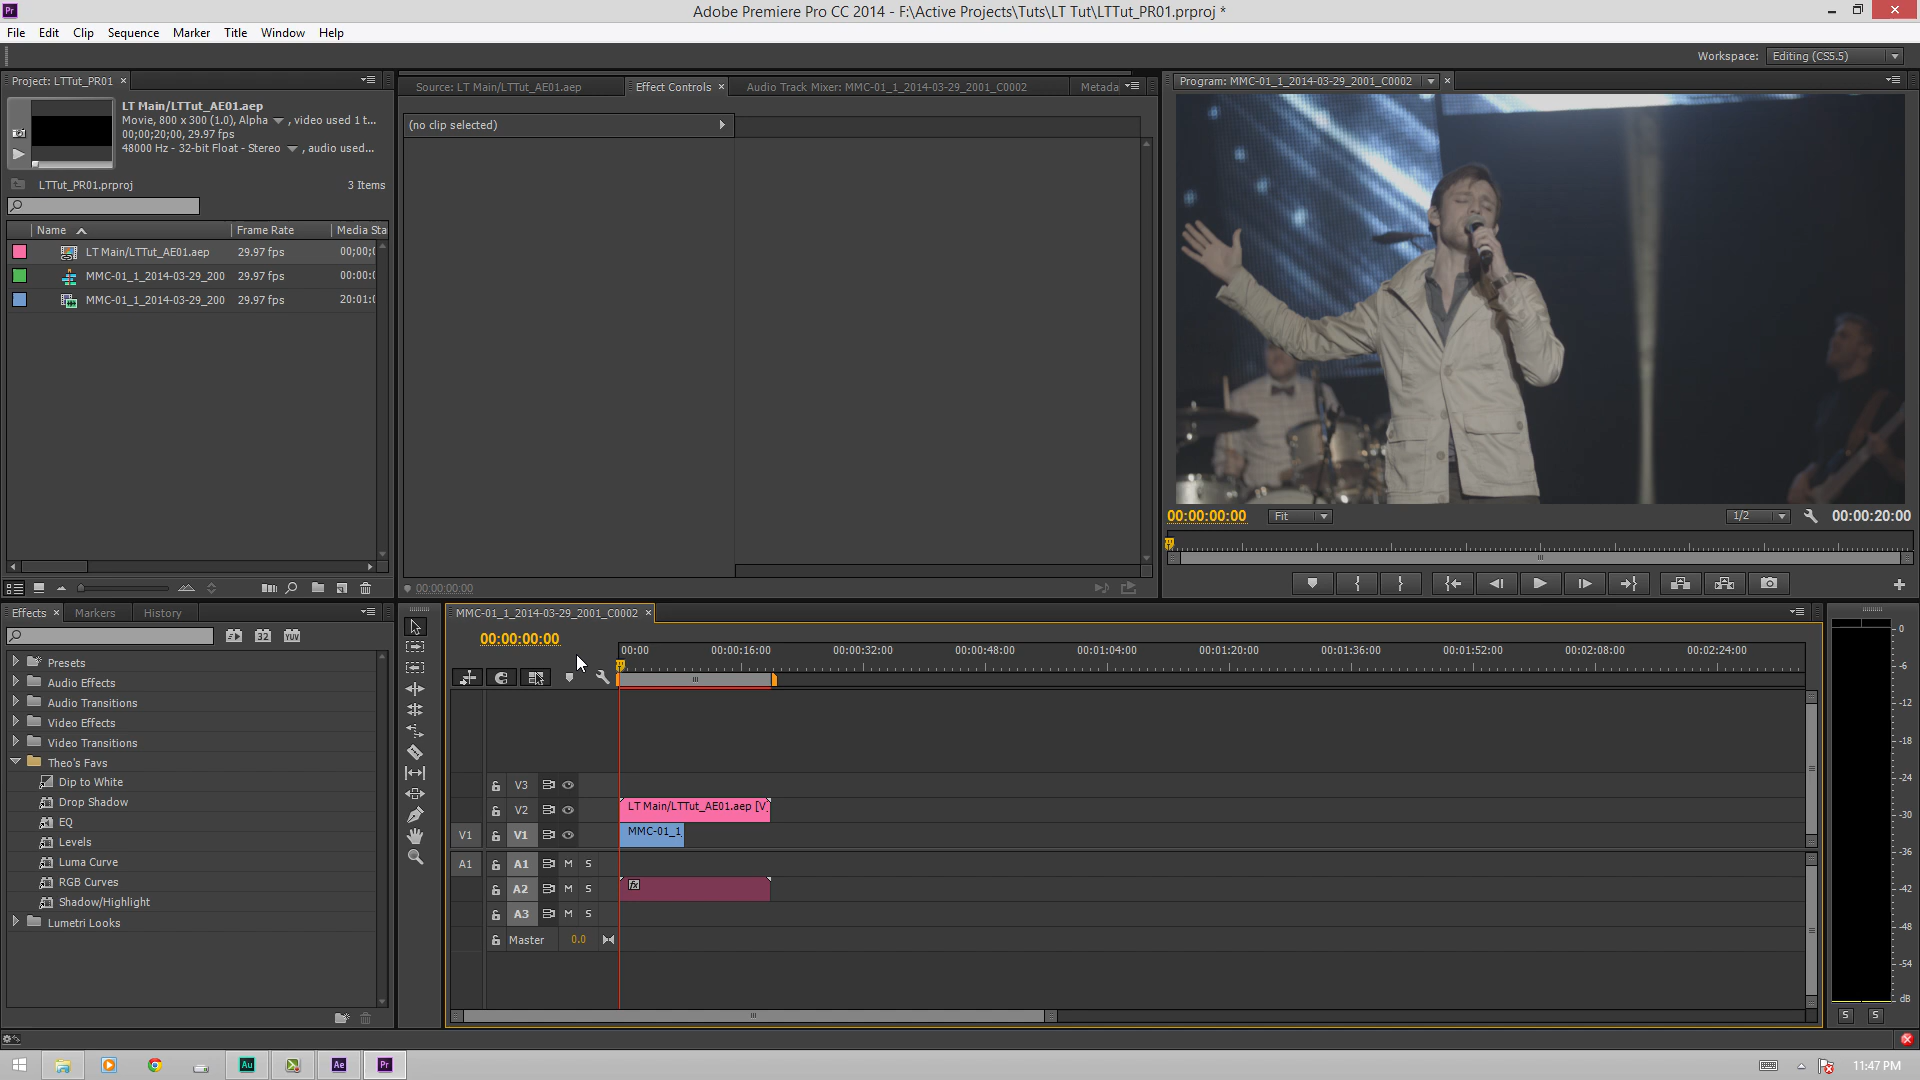 Pr
Adobe Premiere Pro CC 2014 - F:\Active Projects\Tuts\LT Tut\LTTut_PR01.prproj *
File Edit Clip Sequence Marker Title Window Help
Workspace: Editing (CS5.5)
Project: LTTut_PR01 ×
LT Main/LTTut_AE01.aep
Movie, 800 x 300 (1.0), Alpha , video used 1 t...
00;00;20;00, 29.97 fps
48000 Hz - 32-bit Float - Stereo , audio used...
LTTut_PR01.prproj 3 Items
Name Frame Rate Media Sta
LT Main/LTTut_AE01.aep 29.97 fps 00;00;(
MMC-01_1_2014-03-29_200 29.97 fps 00:00:(
MMC-01_1_2014-03-29_200 29.97 fps 20:01:(
Source: LT Main/LTTut_AE01.aep Effect Controls × Audio Track Mixer: MMC-01_1_2014-03-29_2001_C0002 Metada
(no clip selected)
00:00:00:00
Program: MMC-01_1_2014-03-29_2001_C0002 ×
00:00:00:00 Fit 1/2 00:00:20:00
Effects × Markers History
32 YUV
Presets
Audio Effects
Audio Transitions
Video Effects
Video Transitions
Theo's Favs
Dip to White
Drop Shadow
EQ
Levels
Luma Curve
RGB Curves
Shadow/Highlight
Lumetri Looks
MMC-01_1_2014-03-29_2001_C0002 ×
00:00:00:00
00:00 00:00:16:00 00:00:32:00 00:00:48:00 00:01:04:00 00:01:20:00 00:01:36:00 00:01:52:00 00:02:08:00 00:02:24:00
V3
V2 LT Main/LTTut_AE01.aep [V
V1 V1 MMC-01_1_
A1 A1 M S
A2 M S fx
A3 M S
Master 0.0
0
-6
-12
-18
-24
-30
-36
-42
-48
-54
dB
S S
Au Ae Pr
11:47 PM